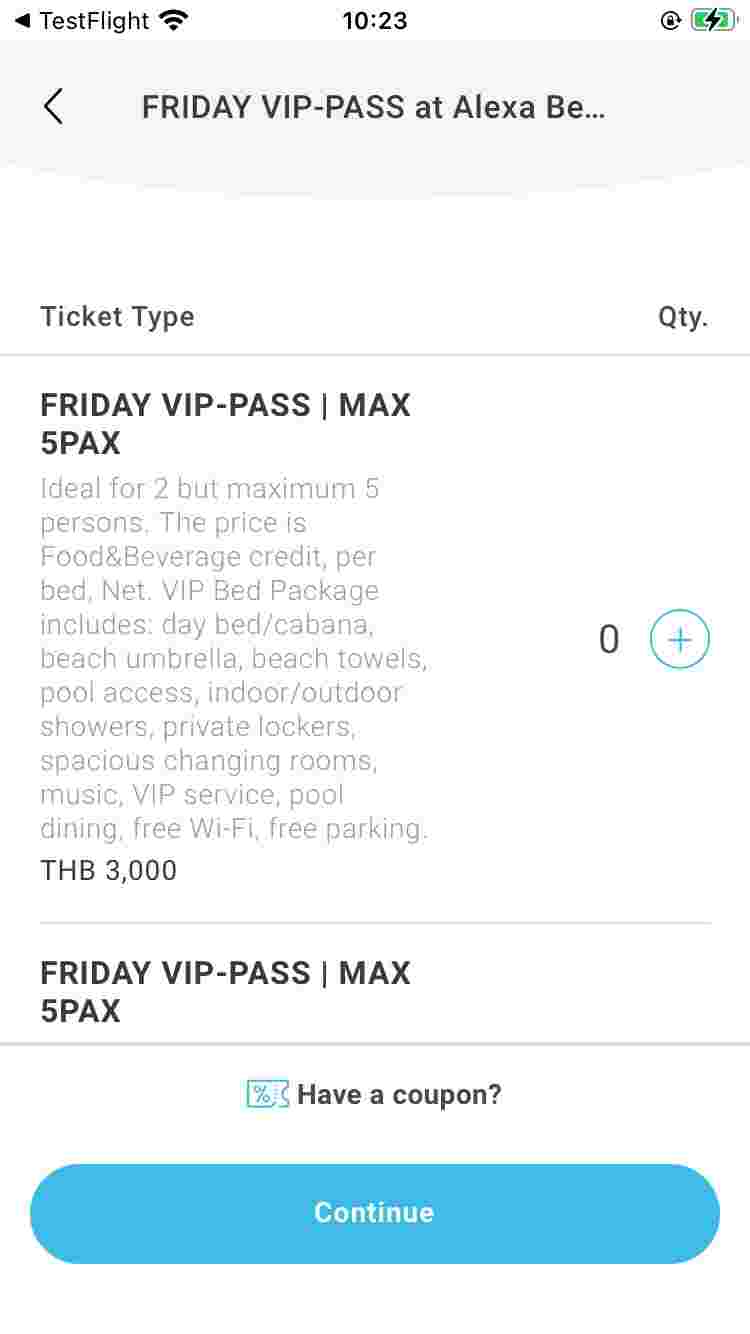 TestFlight 10:23
FRIDAY VIP-PASS at Alexa Be...
Ticket Type Qty.
FRIDAY VIP-PASS | MAX
5PAX
Ideal for 2 but maximum 5
persons. The price is
Food&Beverage credit, per
bed, Net. VIP Bed Package
includes: day bed/cabana,
beach umbrella, beach towels,
pool access, indoor/outdoor
showers, private lockers,
spacious changing rooms,
music, VIP service, pool
dining, free Wi-Fi, free parking.
0 +
THB 3,000
FRIDAY VIP-PASS | MAX
5PAX
% Have a coupon?
Continue